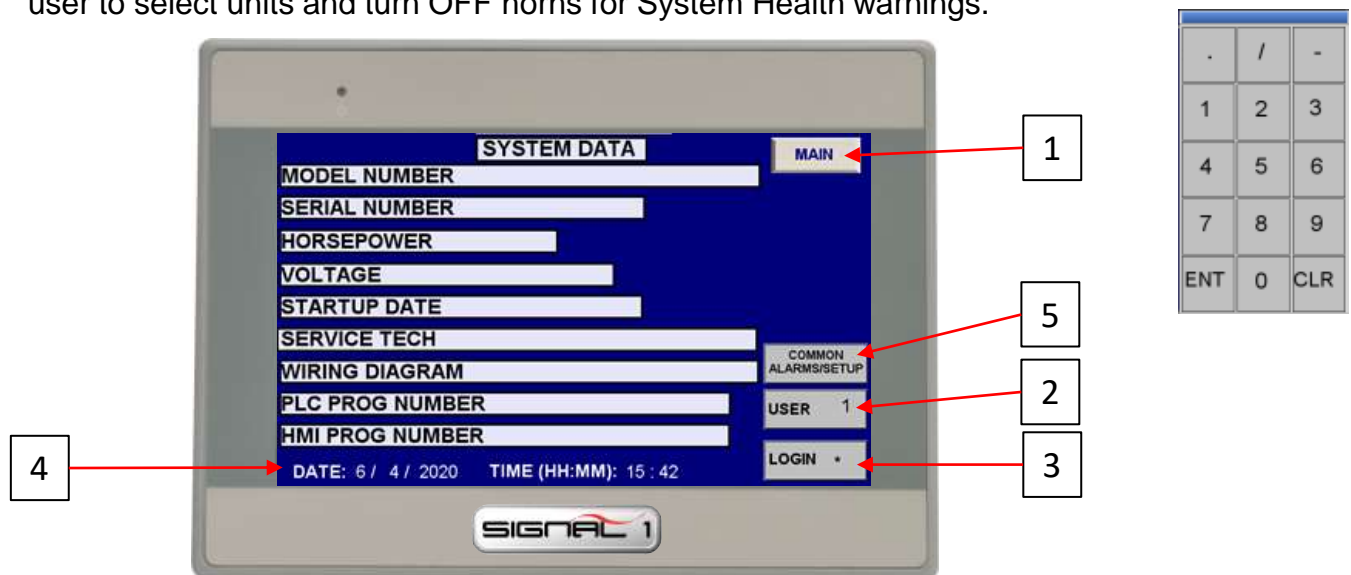 user to select units and turn OFF horns for System Health warnings.
SYSTEM DATA
MAIN
1
MODEL NUMBER
SERIAL NUMBER
HORSEPOWER
VOLTAGE
STARTUP DATE
5
SERVICE TECH
COMMON
ALARMS/SETUP
WIRING DIAGRAM
PLC PROG NUMBER
USER 1
2
HMI PROG NUMBER
4
DATE: 6 / 4 / 2020 TIME (HH:MM): 15 : 42
LOGIN *
3
SIGNAL 1
. / -
1 2 3
4 5 6
7 8 9
ENT 0 CLR